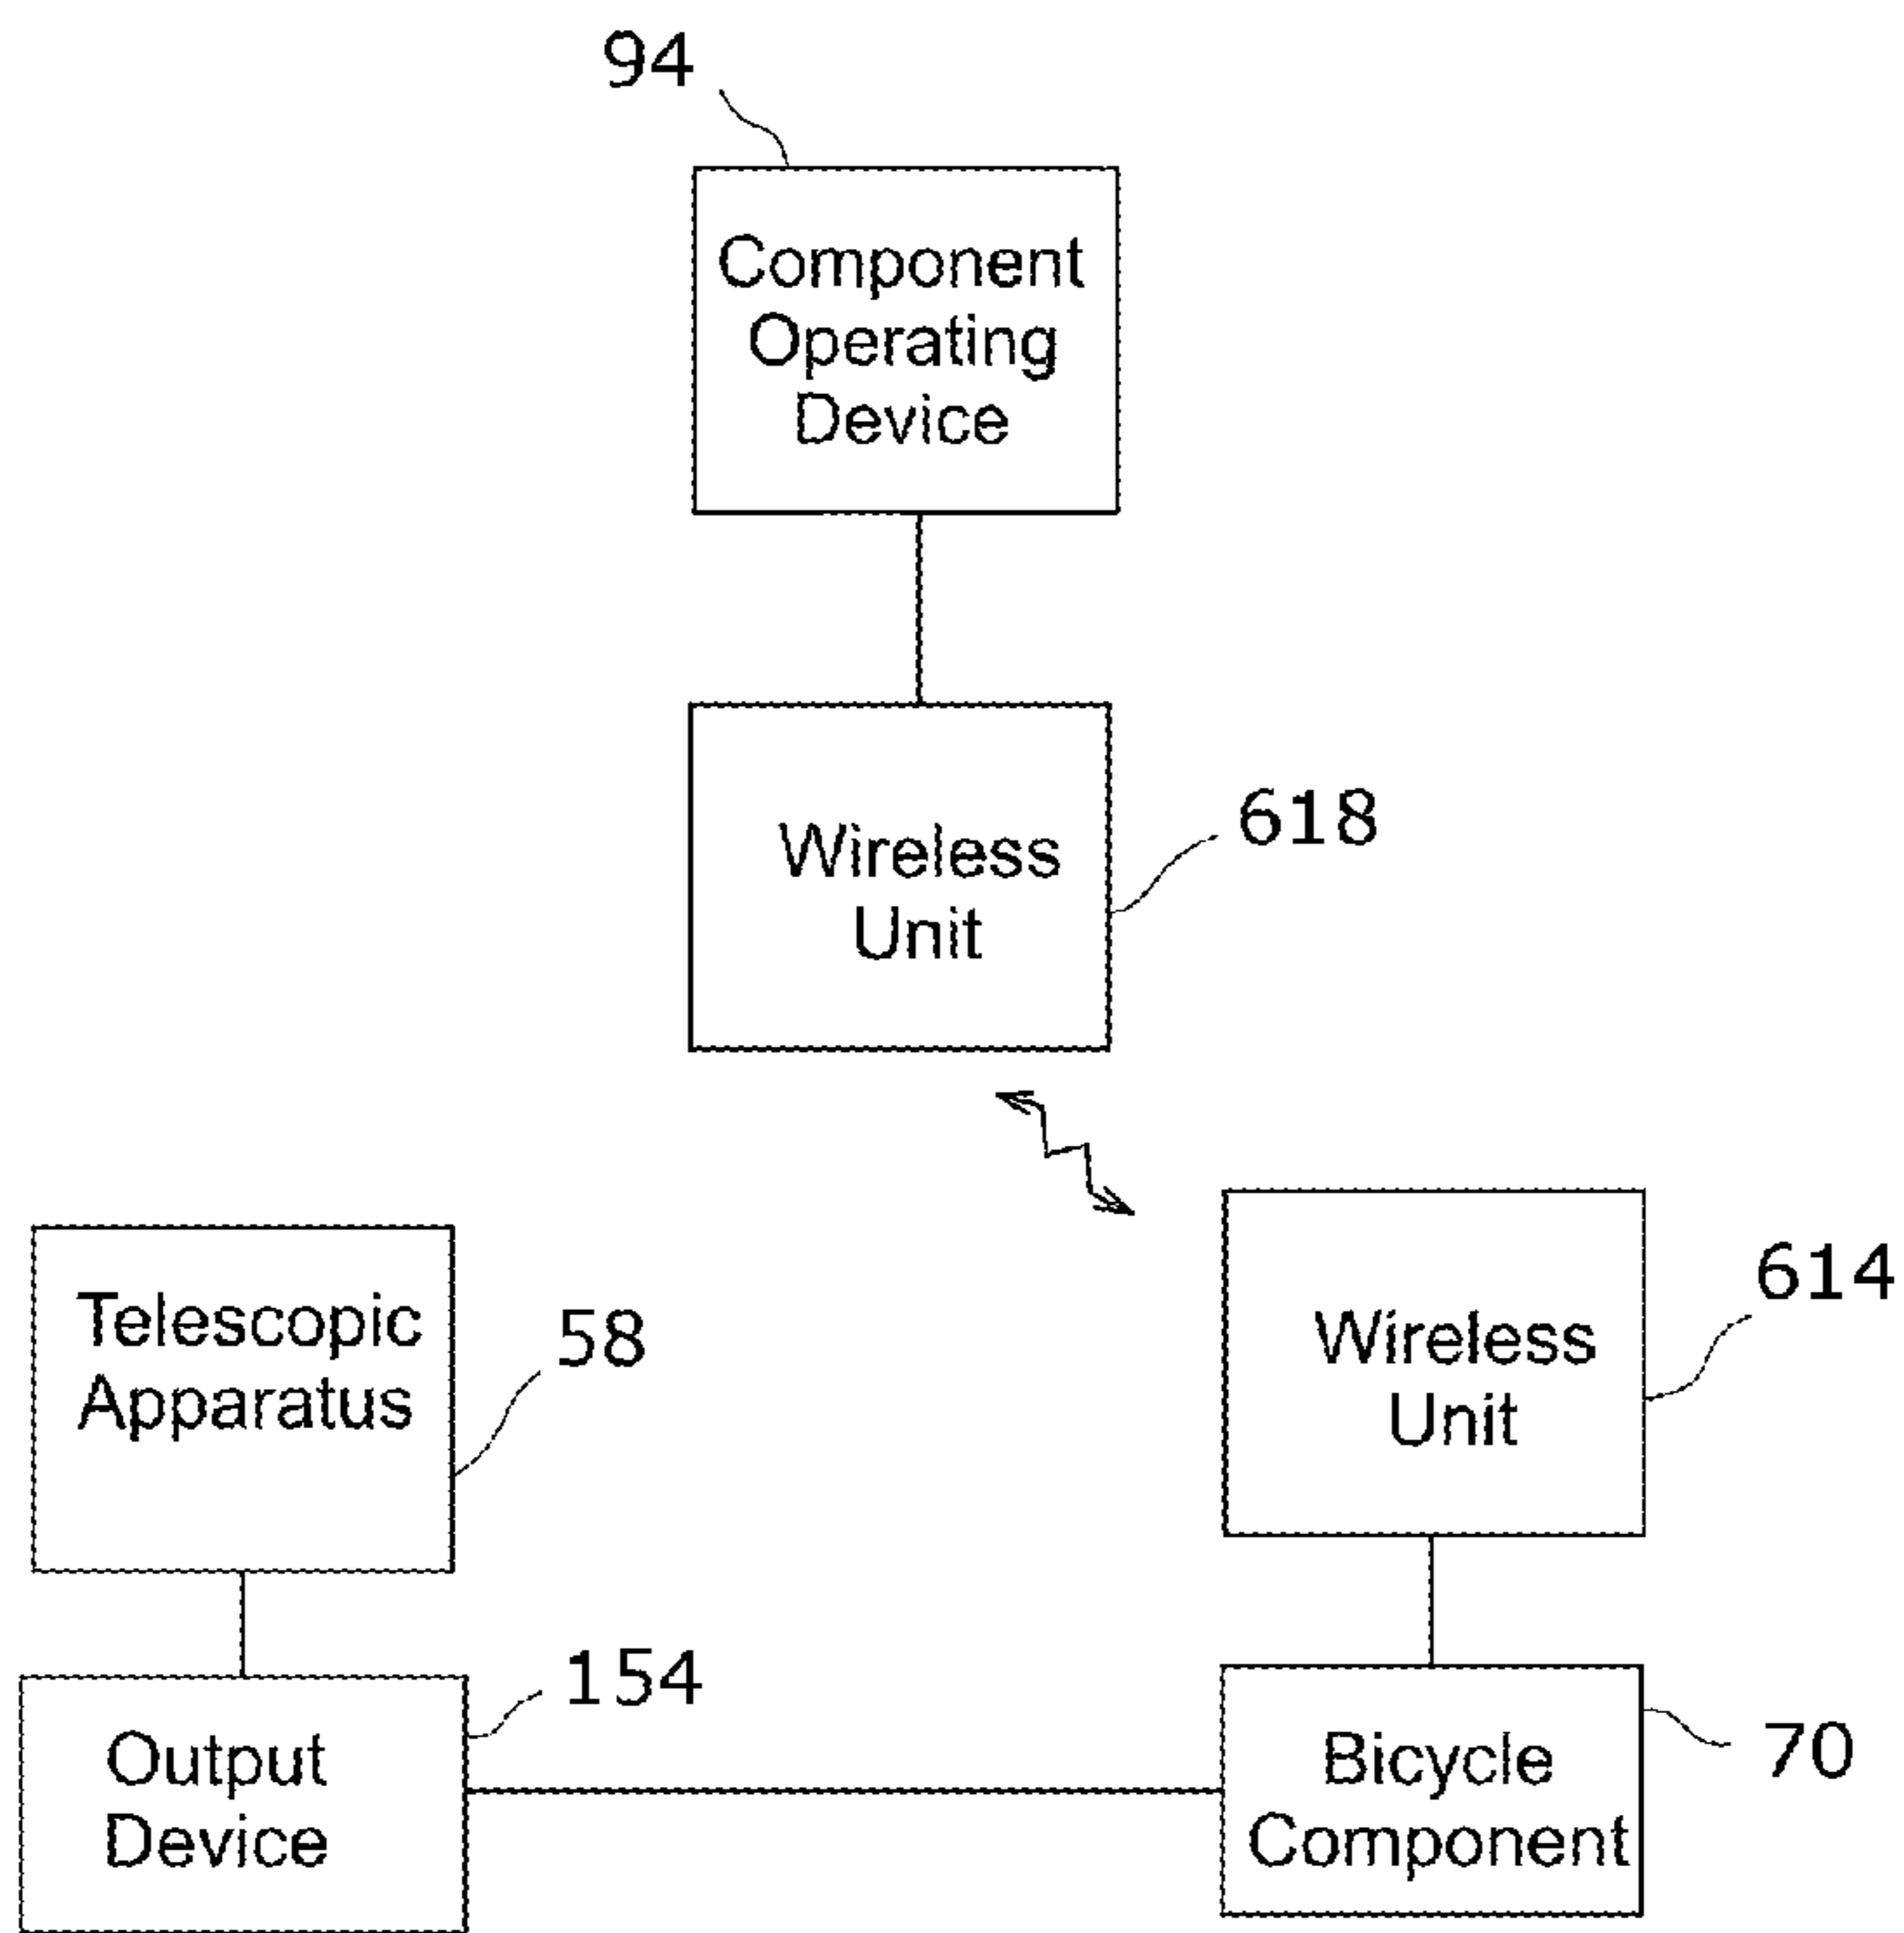 94
Component
Operating
Device
Wireless
Unit
618
Telescopic
Apparatus
58
Wireless
Unit
614
Output
Device
154
Bicycle
Component
70